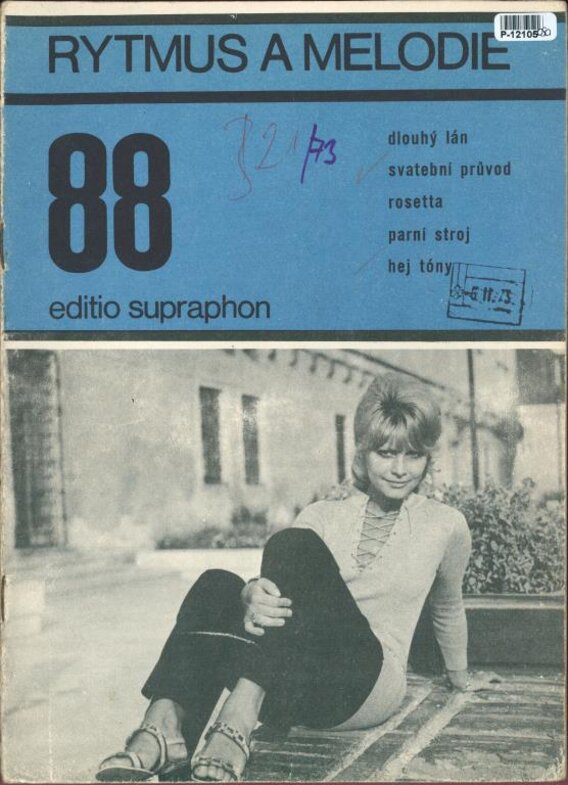 P-12105
RYTMUS A MELODIE
88
dlouhý lán
svatební průvod
rosetta
parní stroj
hej tóny
editio supraphon